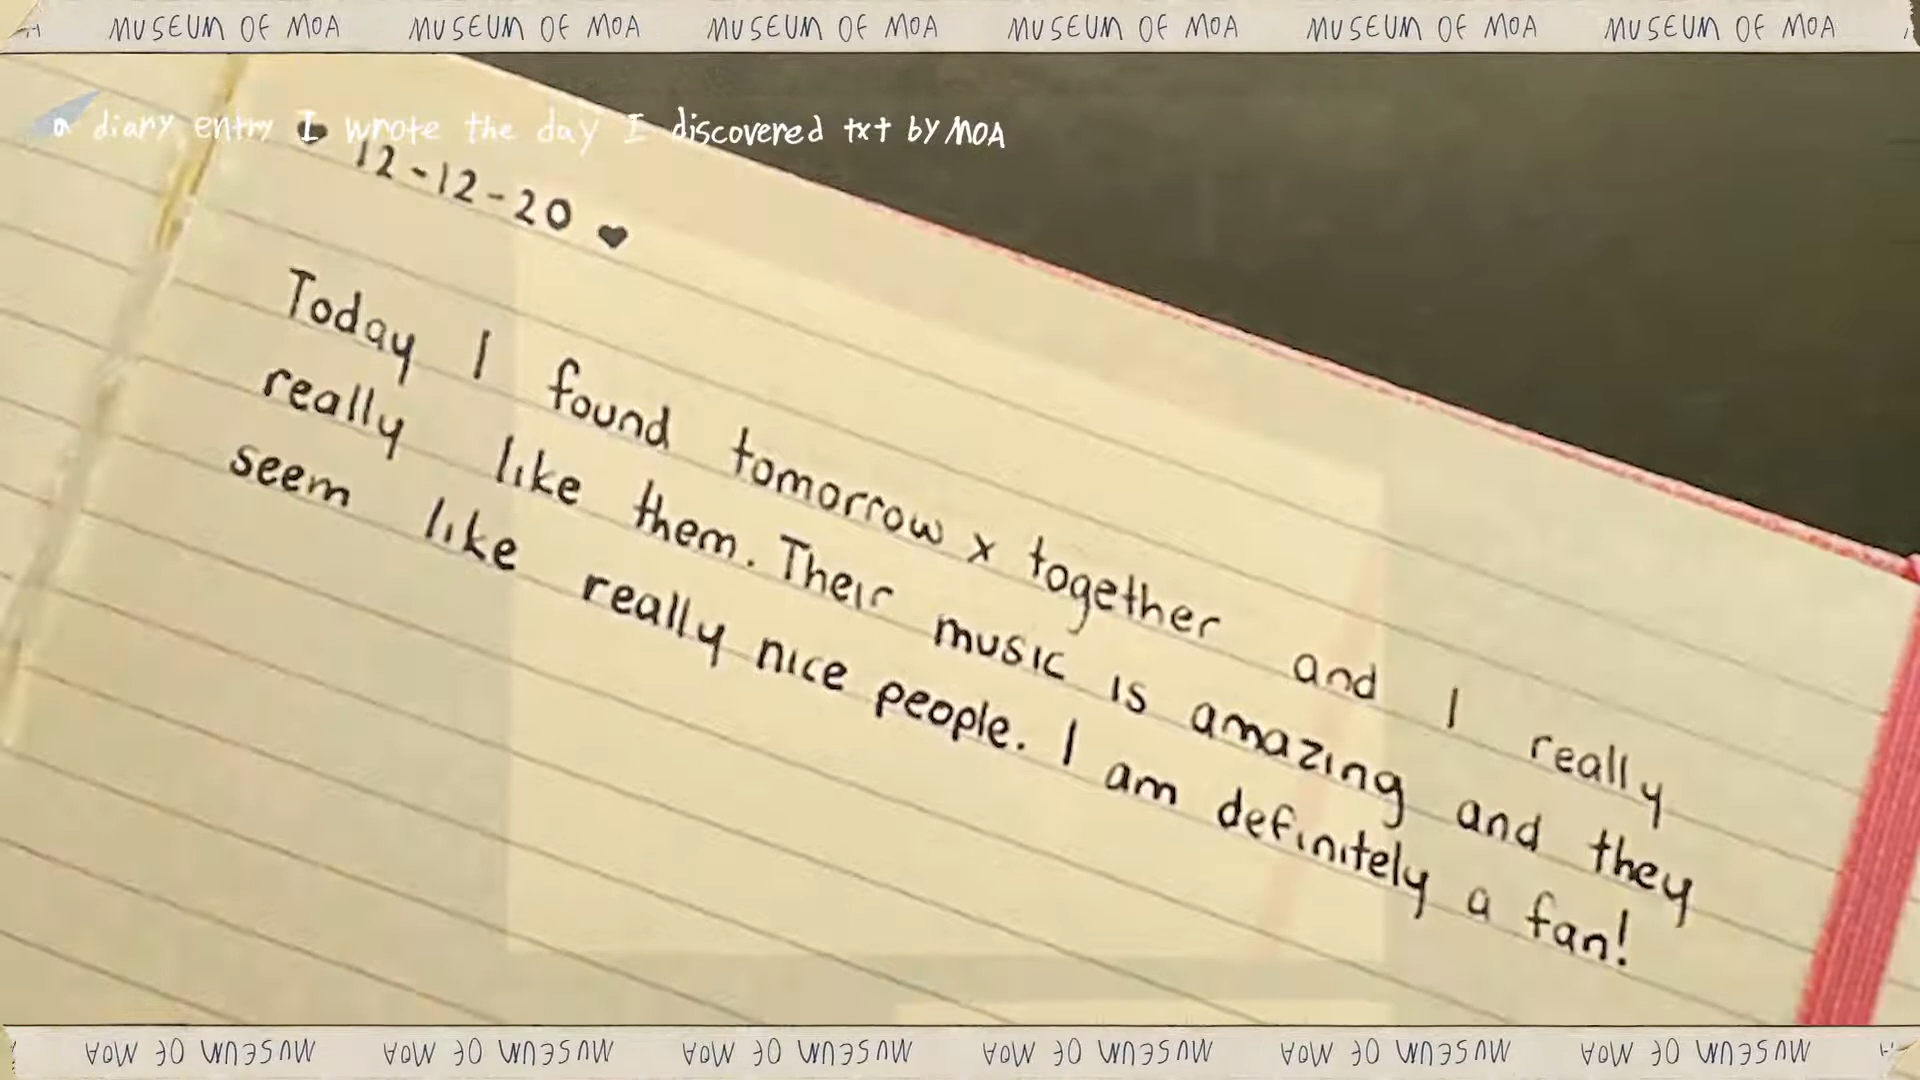 MUSEUM OF MOA MUSEUM OF MOA MUSEUM OF MOA MUSEUM OF MOA MUSEUM OF MOA MUSEUM OF MOA
a diary entry I wrote the day I discovered txt by MOA
12-12-20 ♥
Today I found tomorrow x together and I really
really like them. Their music is amazing and they
seem like really nice people. I am definitely a fan!
MUSEUM OF MOA MUSEUM OF MOA MUSEUM OF MOA MUSEUM OF MOA MUSEUM OF MOA MUSEUM OF MOA